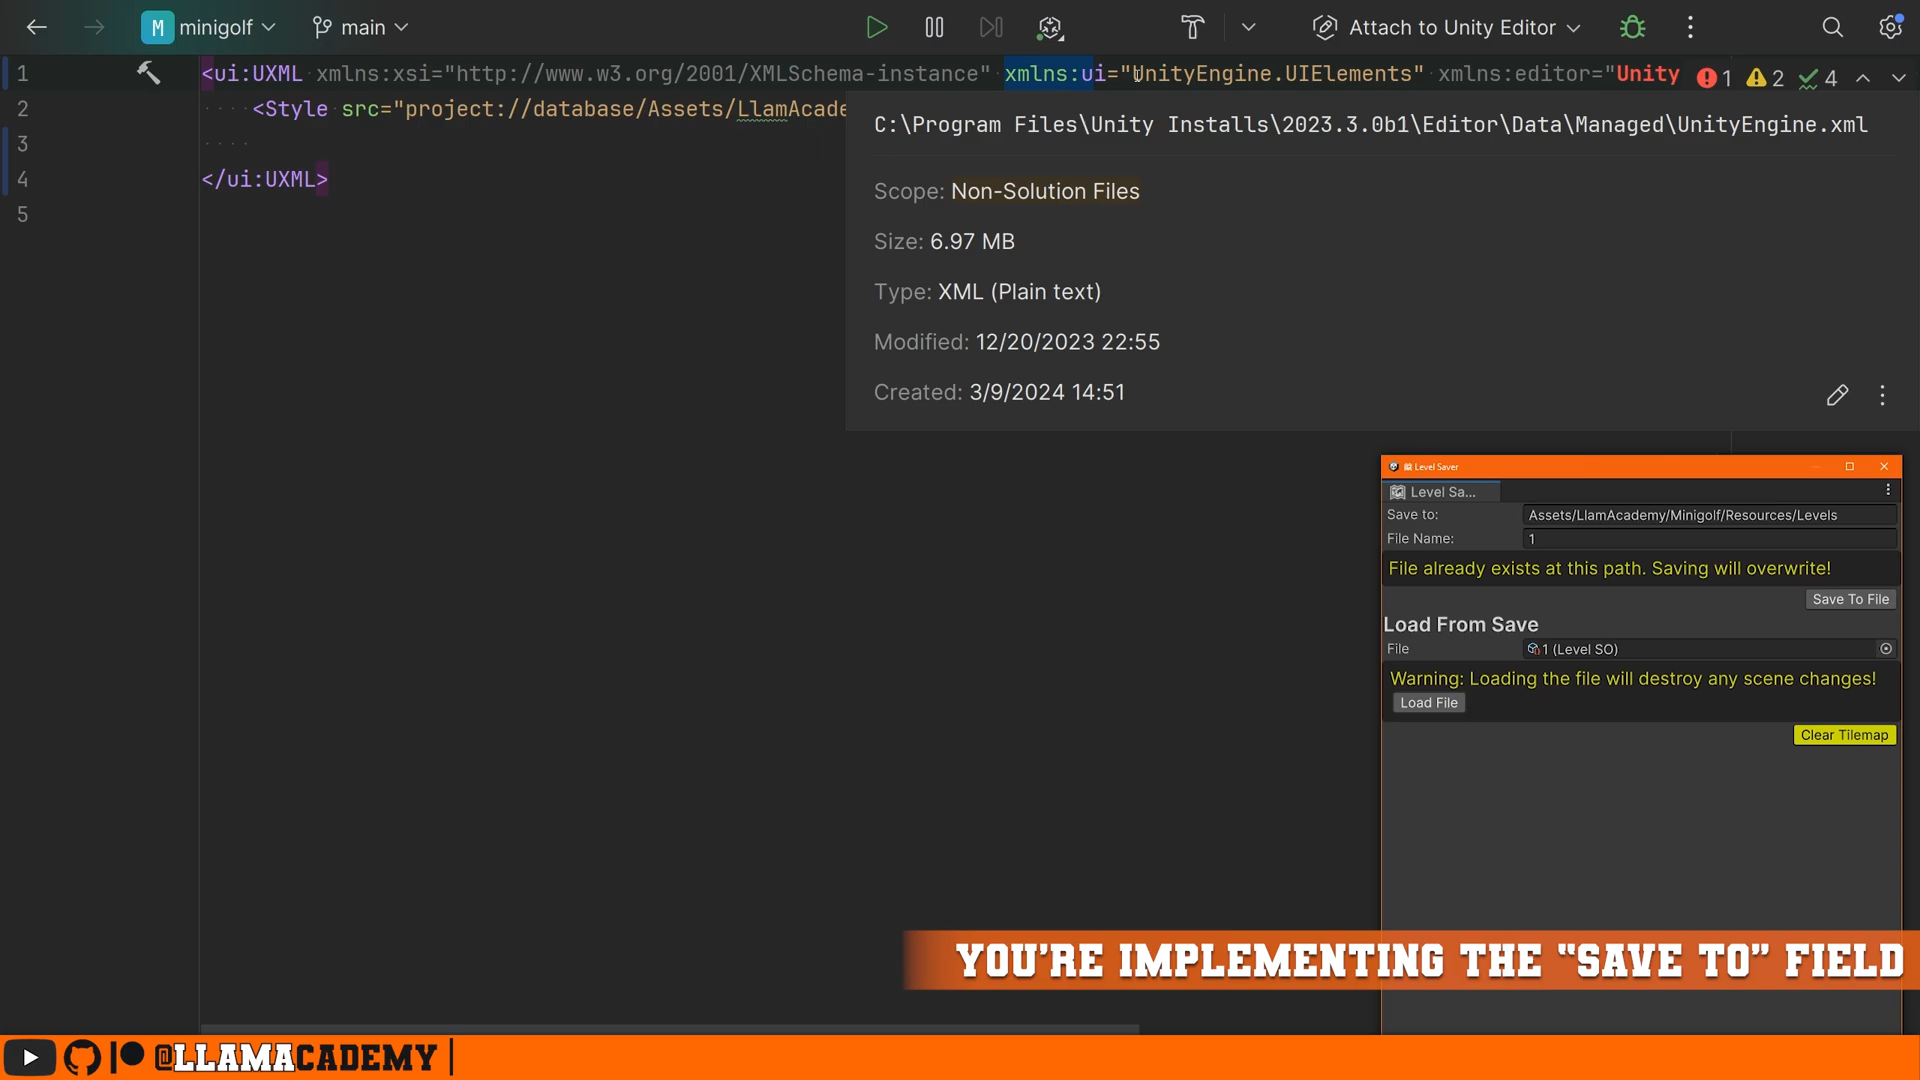 M minigolf main Attach to Unity Editor
1 <ui:UXML xmlns:xsi="http://www.w3.org/2001/XMLSchema-instance" xmlns:ui="UnityEngine.UIElements" xmlns:editor="Unity 1 2 4
2 <Style src="project://database/Assets/LlamAcade
3
4 </ui:UXML>
5
C:\Program Files\Unity Installs\2023.3.0b1\Editor\Data\Managed\UnityEngine.xml
Scope: Non-Solution Files
Size: 6.97 MB
Type: XML (Plain text)
Modified: 12/20/2023 22:55
Created: 3/9/2024 14:51
Level Saver
Level Sa...
Save to: Assets/LlamAcademy/Minigolf/Resources/Levels
File Name: 1
File already exists at this path. Saving will overwrite!
Save To File
Load From Save
File 1 (Level SO)
Warning: Loading the file will destroy any scene changes!
Load File
Clear Tilemap
YOU'RE IMPLEMENTING THE "SAVE TO" FIELD
@LLAMACADEMY